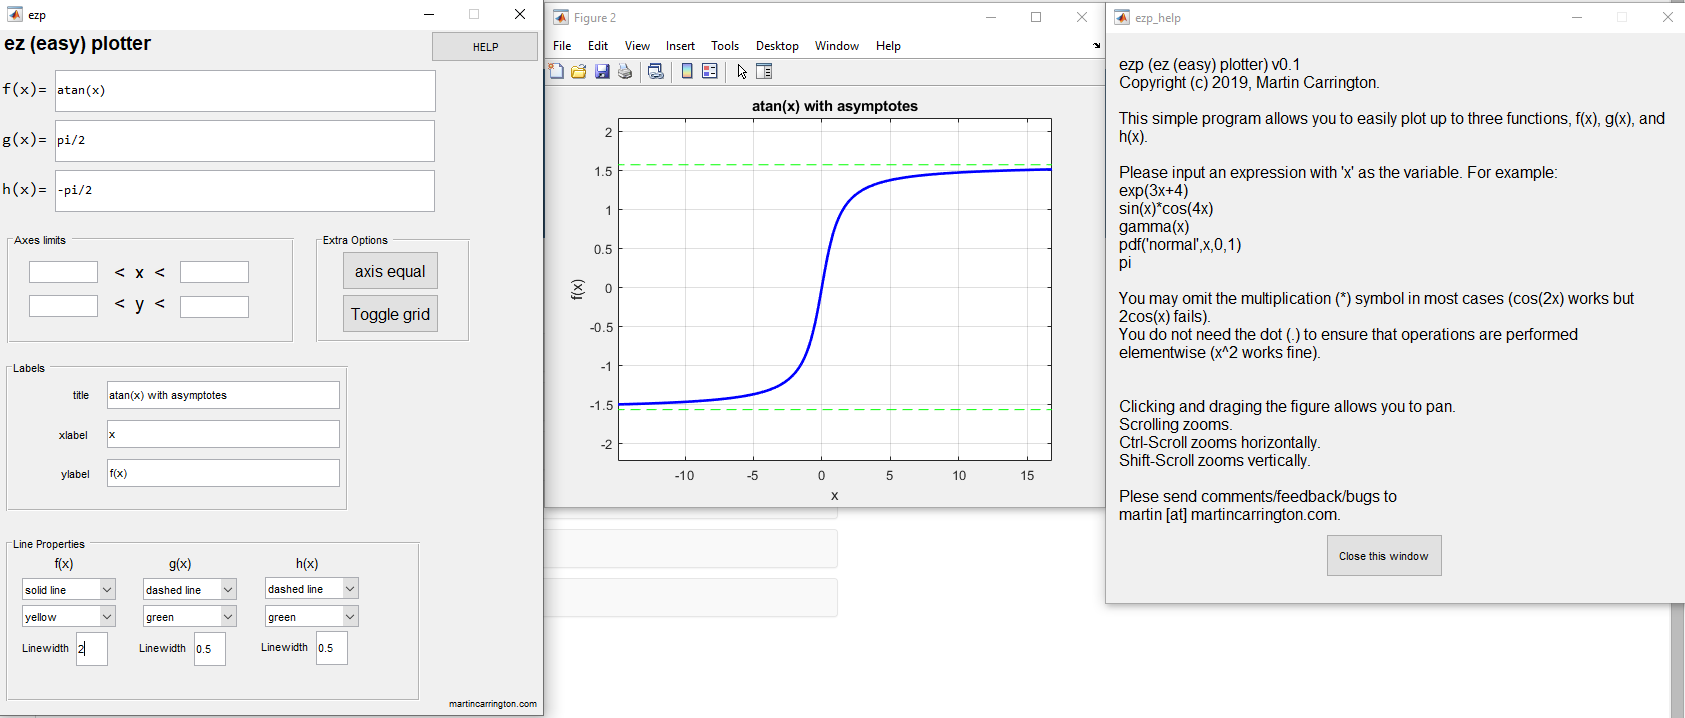 ezp
ez (easy) plotter
HELP
f(x)= atan(x)
g(x)= pi/2
h(x)= -pi/2
Axes limits
< x <
< y <
Extra Options
axis equal
Toggle grid
Labels
title atan(x) with asymptotes
xlabel x
ylabel f(x)
Line Properties
f(x) g(x) h(x)
solid line dashed line dashed line
yellow green green
Linewidth 2 Linewidth 0.5 Linewidth 0.5
martincarrington.com
Figure 2
File Edit View Insert Tools Desktop Window Help
atan(x) with asymptotes
2
1.5
1
0.5
0
-0.5
-1
-1.5
-2
f(x)
-10 -5 0 5 10 15
x
ezp_help
ezp (ez (easy) plotter) v0.1
Copyright (c) 2019, Martin Carrington.
This simple program allows you to easily plot up to three functions, f(x), g(x), and
h(x).
Please input an expression with 'x' as the variable. For example:
exp(3x+4)
sin(x)*cos(4x)
gamma(x)
pdf('normal',x,0,1)
pi
You may omit the multiplication (*) symbol in most cases (cos(2x) works but
2cos(x) fails).
You do not need the dot (.) to ensure that operations are performed
elementwise (x^2 works fine).
Clicking and draging the figure allows you to pan.
Scrolling zooms.
Ctrl-Scroll zooms horizontally.
Shift-Scroll zooms vertically.
Plese send comments/feedback/bugs to
martin [at] martincarrington.com.
Close this window